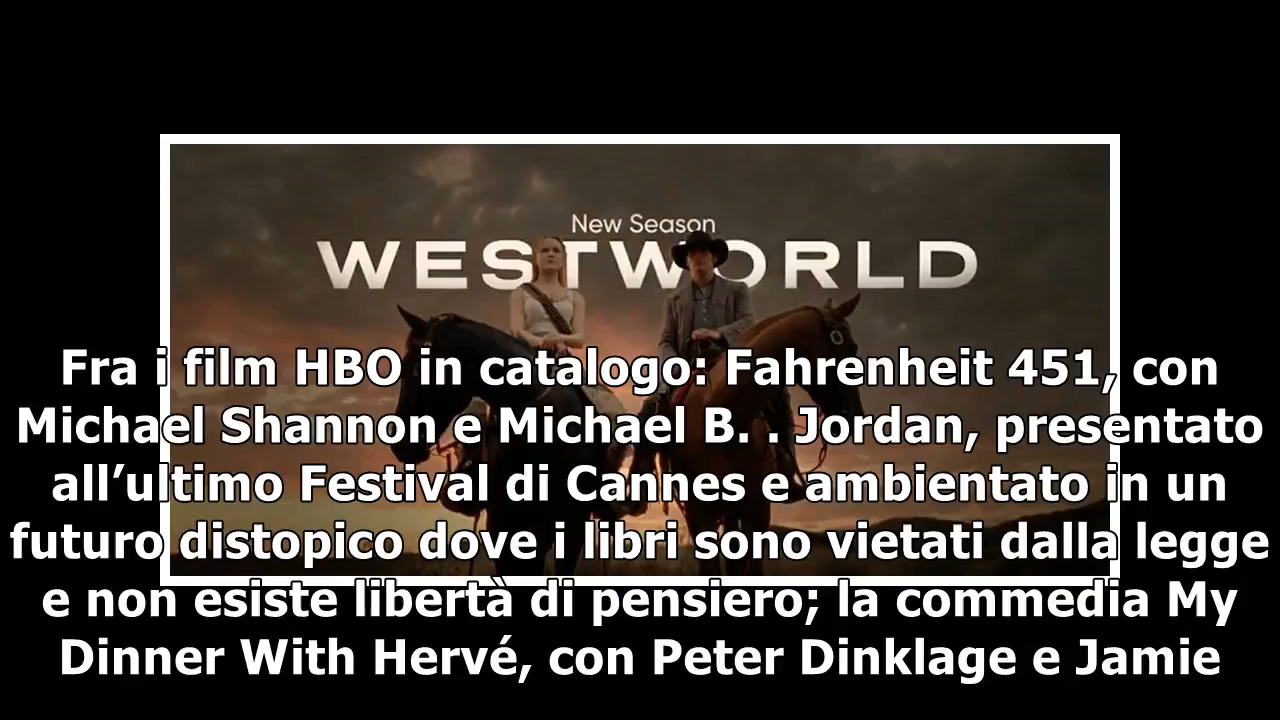 New Season
WESTWORLD
Fra i film HBO in catalogo: Fahrenheit 451, con
Michael Shannon e Michael B. . Jordan, presentato
all’ultimo Festival di Cannes e ambientato in un
futuro distopico dove i libri sono vietati dalla legge
e non esiste libertà di pensiero; la commedia My
Dinner With Hervé, con Peter Dinklage e Jamie